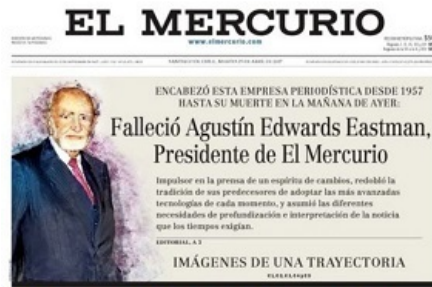 EL MERCURIO
www.elmercurio.com
ENCABEZÓ ESTA EMPRESA PERIODÍSTICA DESDE 1957
HASTA SU MUERTE EN LA MAÑANA DE AYER:
Falleció Agustín Edwards Eastman,
Presidente de El Mercurio
Impulsor en la prensa de un espíritu de cambios, redobló la
tradición de sus predecesores de adoptar las más avanzadas
tecnologías de cada momento, y asumió las diferentes
necesidades de profundización e interpretación de la noticia
que los tiempos exigían.
EDITORIAL, A 3
IMÁGENES DE UNA TRAYECTORIA